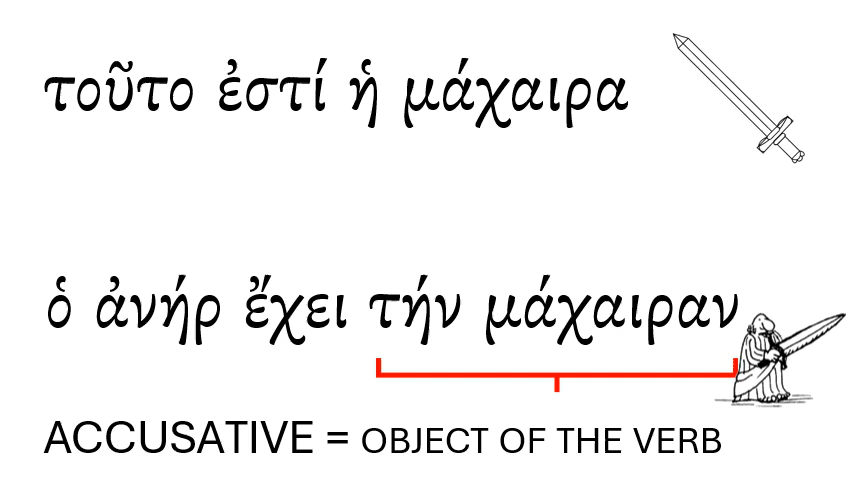 τοῦτο ἐστί ἡ μάχαιρα
ὁ ἀνήρ ἔχει τήν μάχαιραν
ACCUSATIVE = OBJECT OF THE VERB